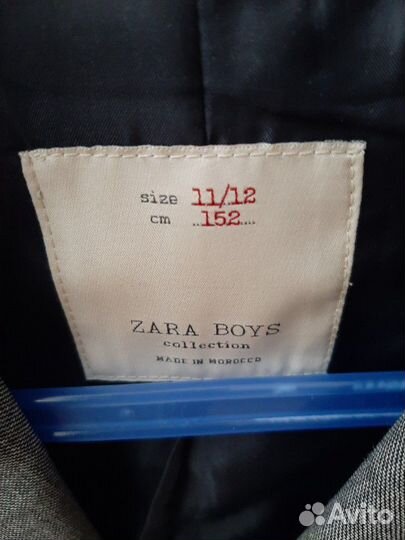 size 11/12
cm ..152....
ZARA BOYS
collection
MADE IN MOROCCO
Avito